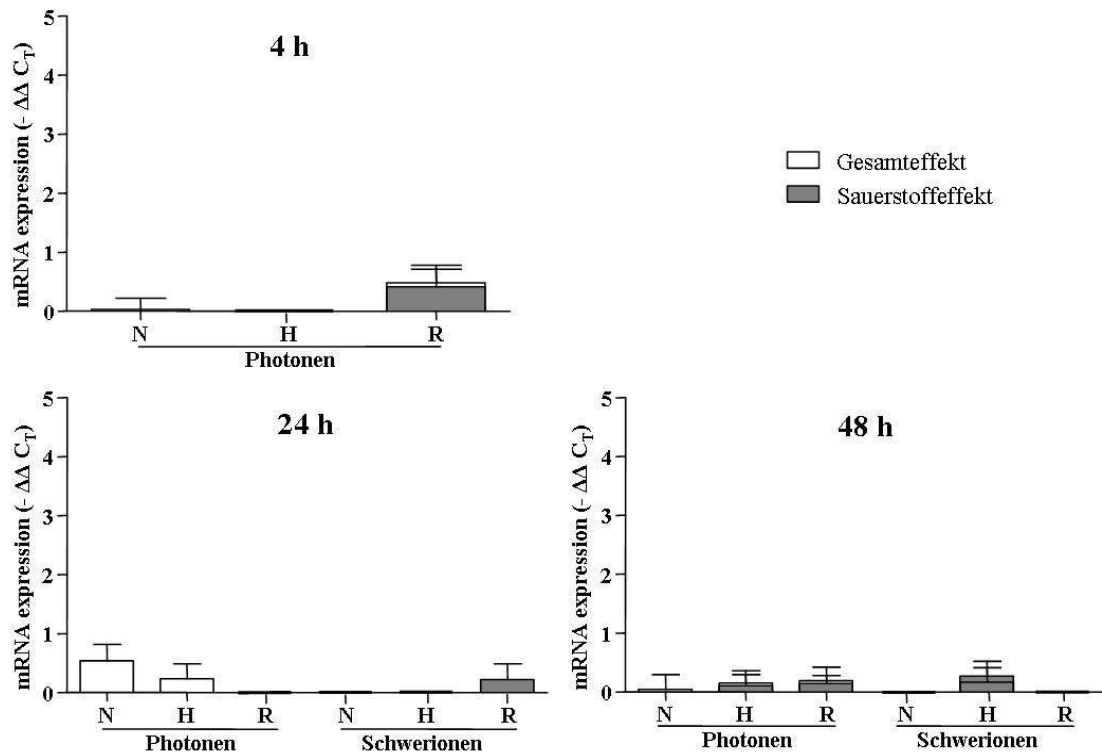 4 h
mRNA expression (- ΔΔ C_T)
5
4
3
2
1
0
N H R
Photonen
Gesamteffekt
Sauerstoffeffekt
24 h
mRNA expression (- ΔΔ C_T)
5
4
3
2
1
0
N H R N H R
Photonen Schwerionen
48 h
mRNA expression (- ΔΔ C_T)
5
4
3
2
1
0
N H R N H R
Photonen Schwerionen